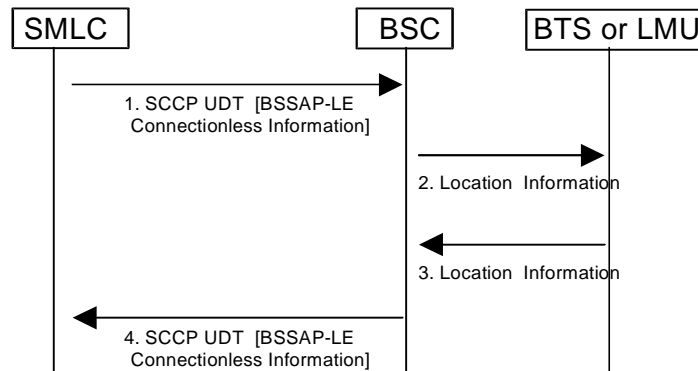 SMLC
BSC
BTS or LMU
1. SCCP UDT [BSSAP-LE
Connectionless Information]
2. Location Information
3. Location Information
4. SCCP UDT [BSSAP-LE
Connectionless Information]